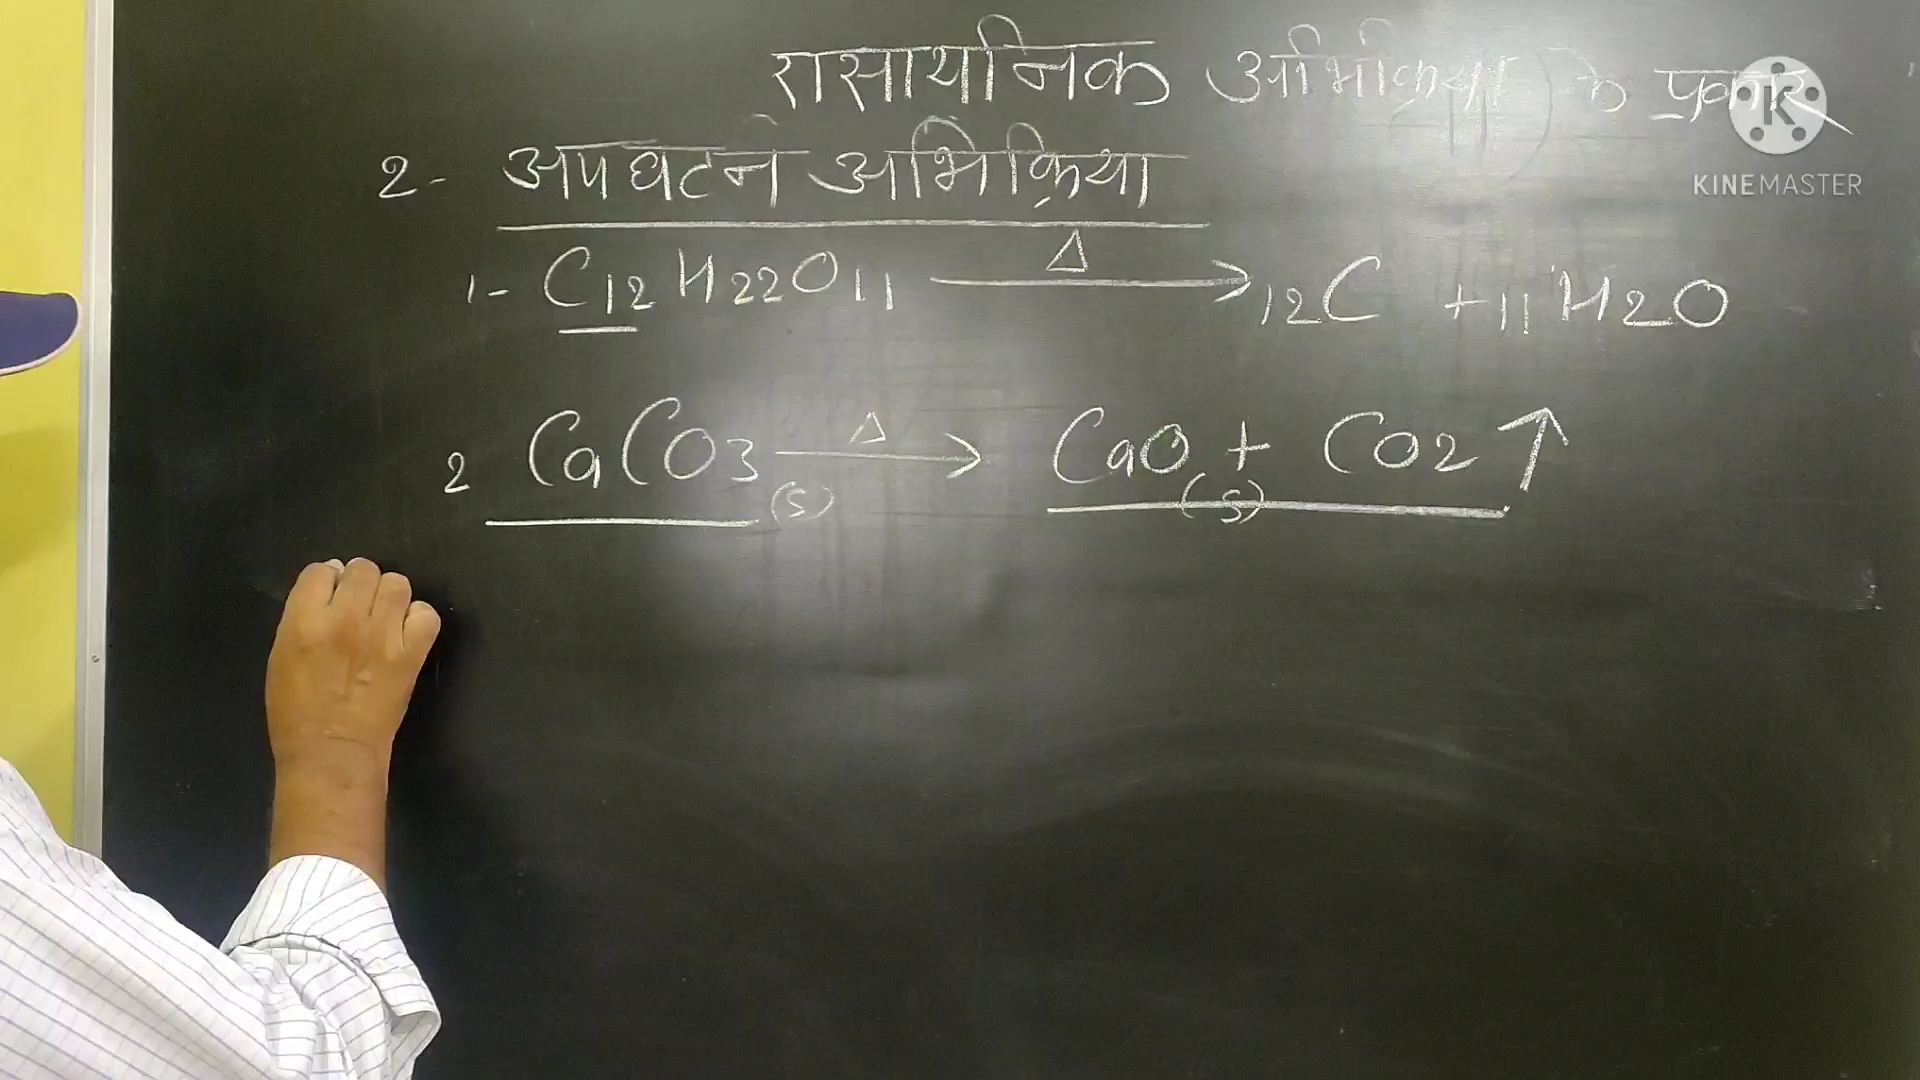 रासायनिक अभिक्रिया के प्रकार
KINEMASTER
2- अपघटन अभिक्रिया
1- C12H22O11 —Δ→ 12C + 11H2O
2 CaCO3(s) —Δ→ CaO(s) + CO2 ↑